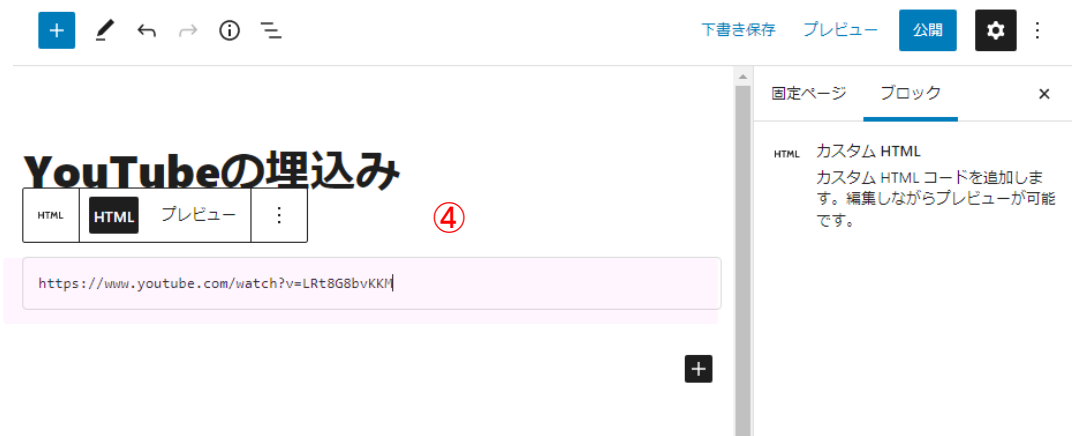 下書き保存 プレビュー 公開
固定ページ ブロック ×
YouTubeの埋込み
HTML HTML プレビュー
④
https://www.youtube.com/watch?v=LRt8G8bvKKM
HTML カスタム HTML
カスタム HTML コードを追加しま
す。編集しながらプレビューが可能
です。